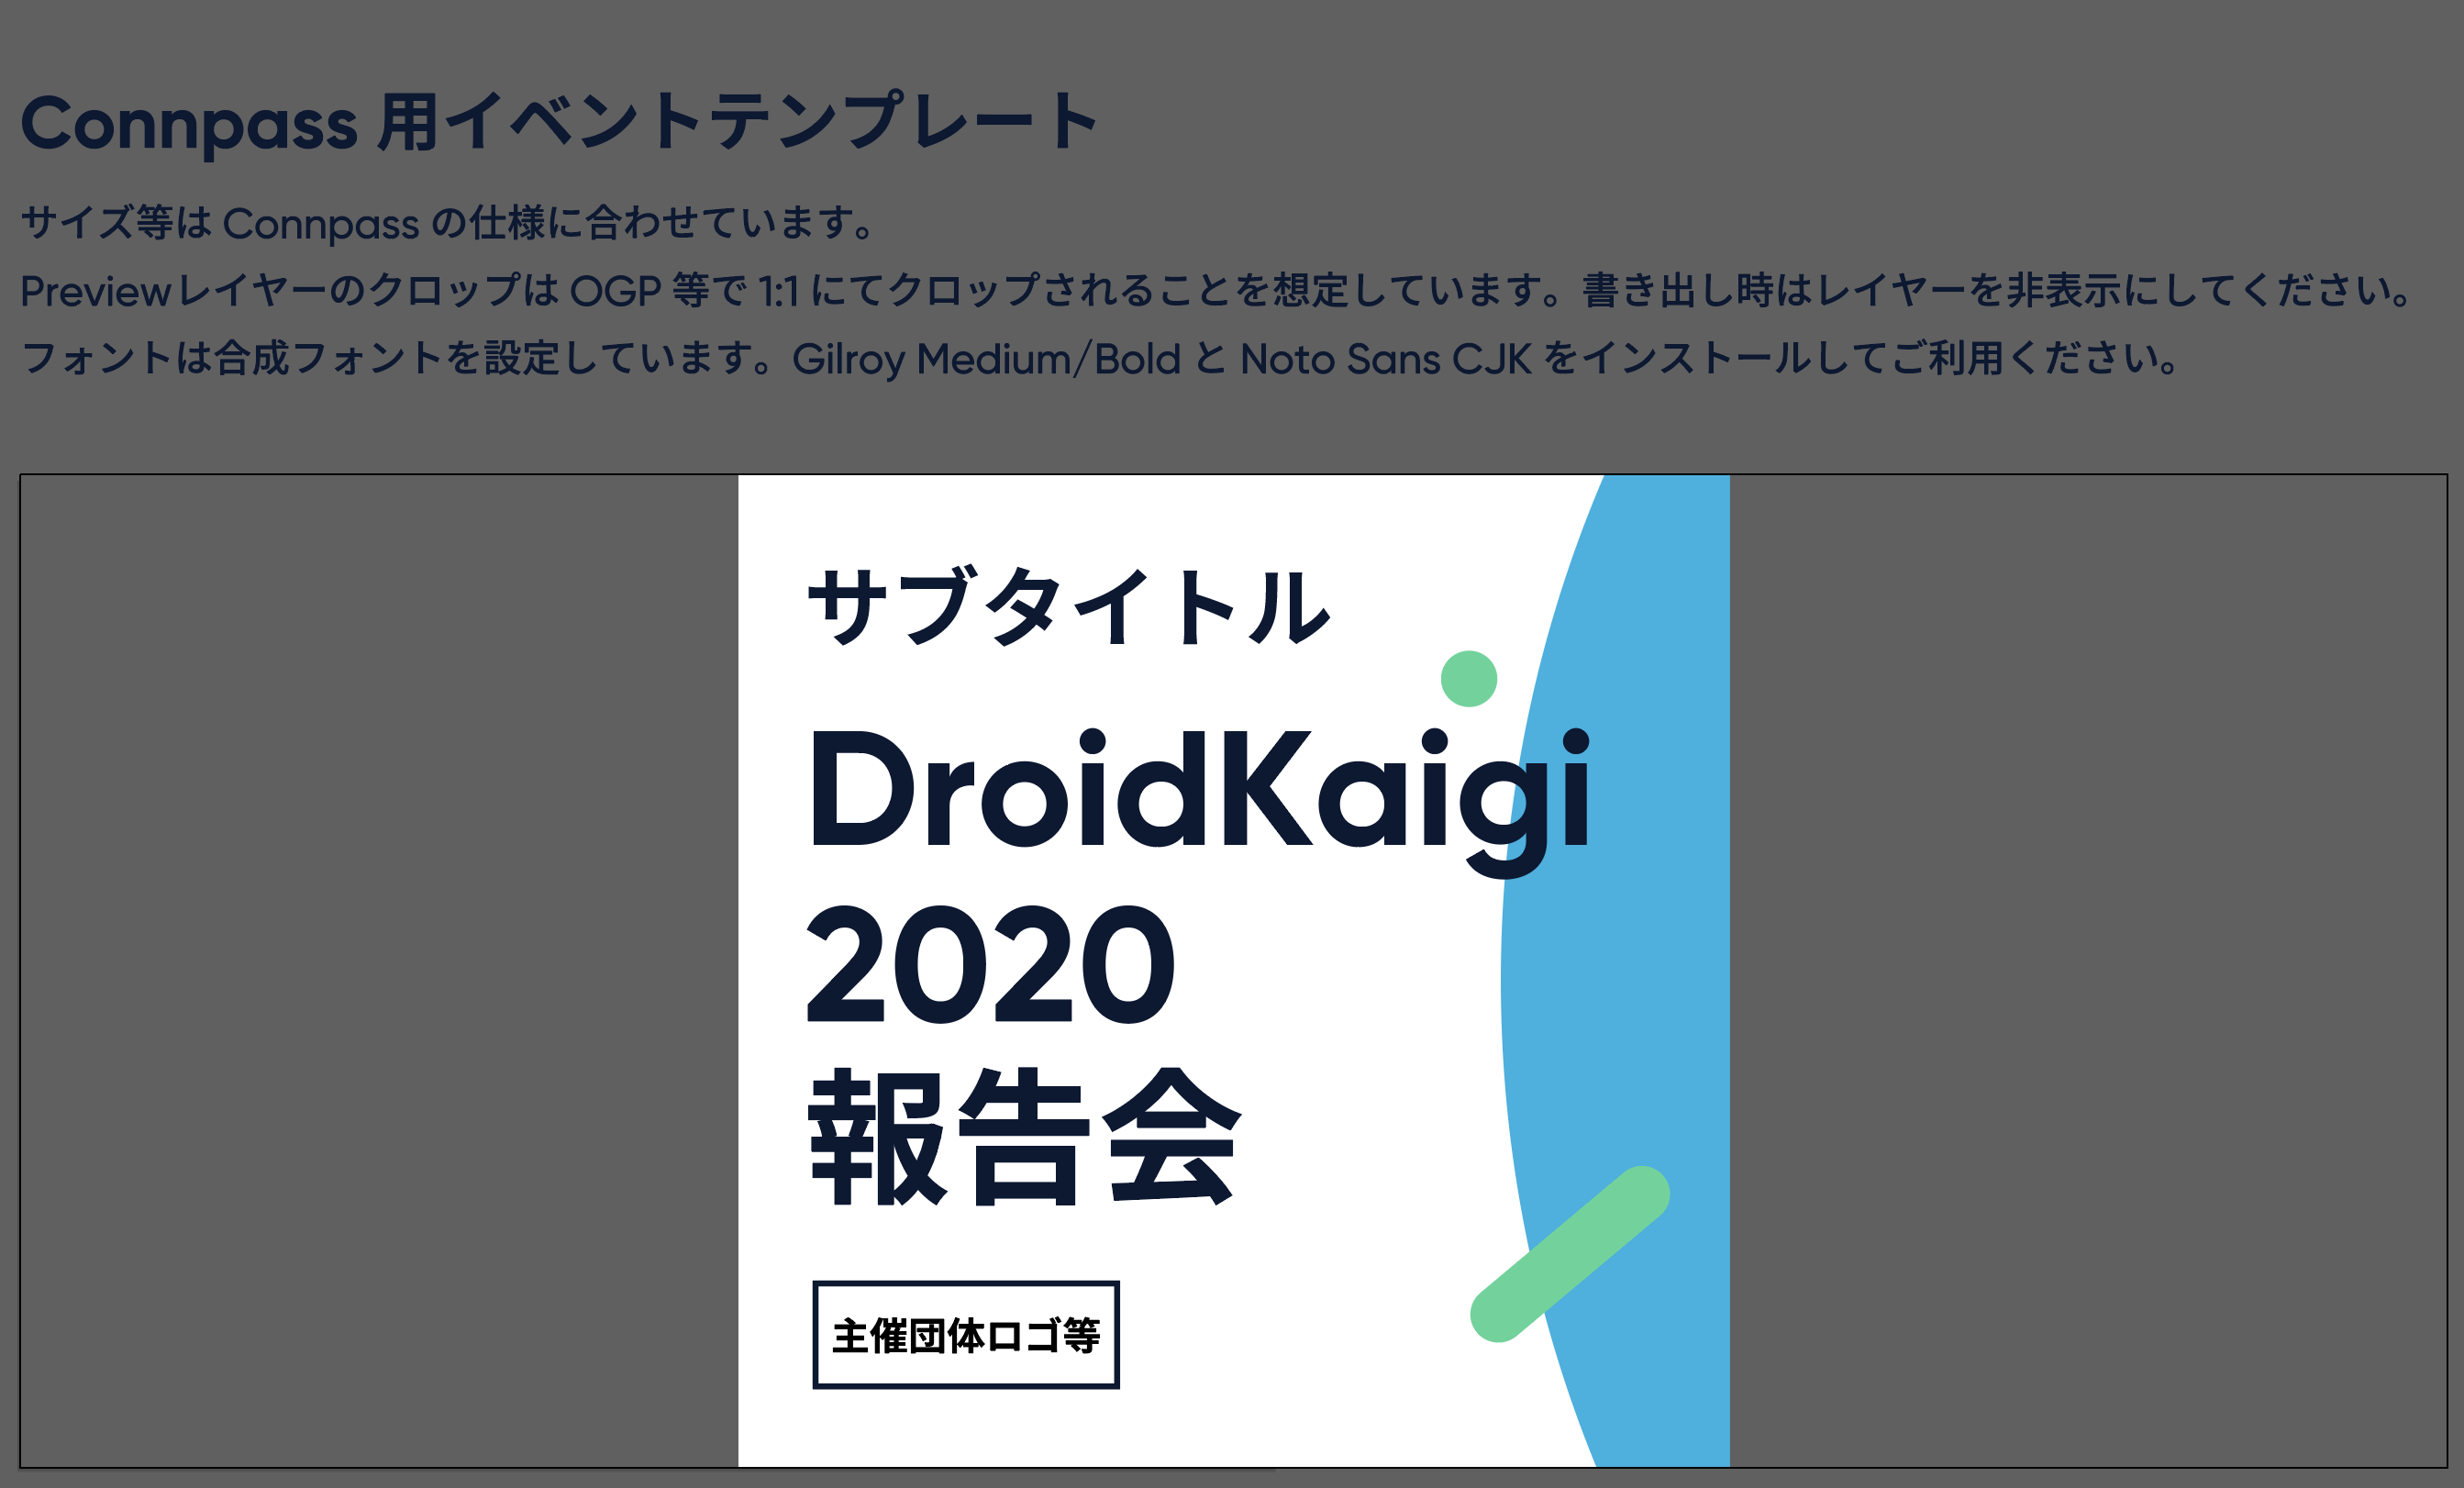 Connpass 用イベントテンプレート
サイズ等は Connpass の仕様に合わせています。
Previewレイヤーのクロップは OGP 等で 1:1 にてクロップされることを想定しています。書き出し時はレイヤーを非表示にしてください。
フォントは合成フォントを設定しています。Gilroy Medium/Bold と Noto Sans CJK をインストールしてご利用ください。
サブタイトル
DroidKaigi
2020
報告会
主催団体ロゴ等